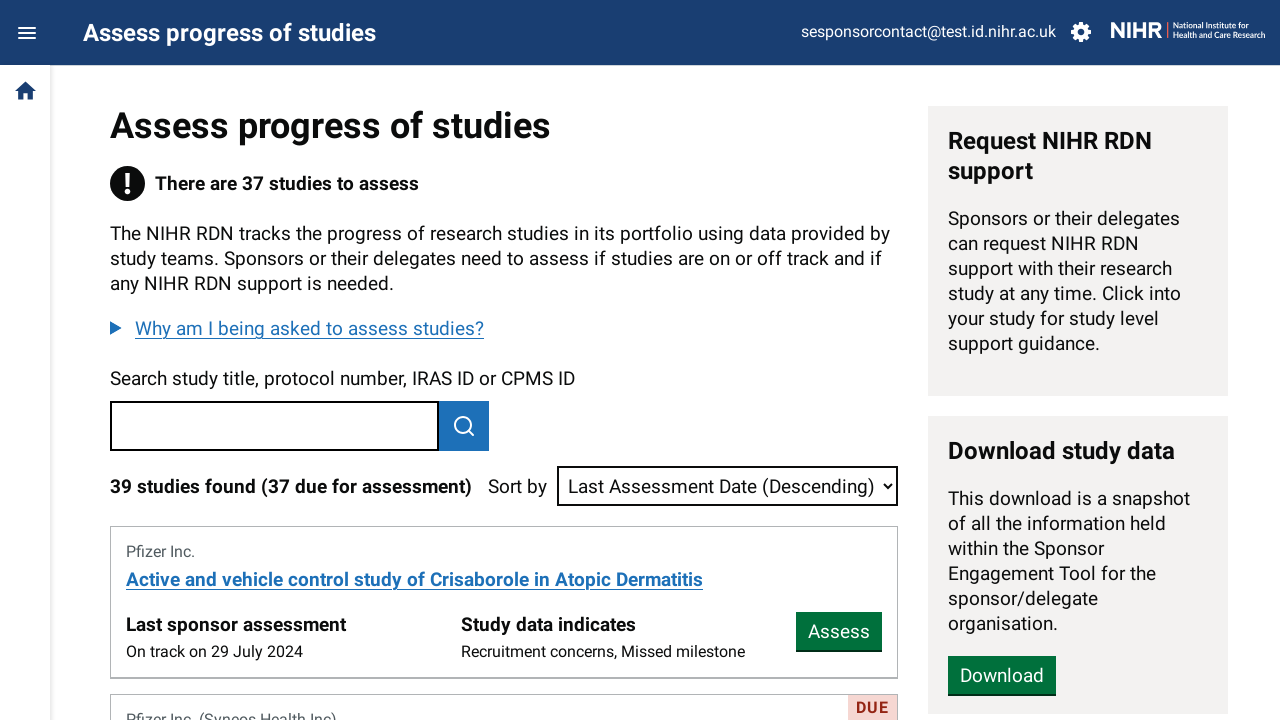 Assess progress of studies
sesponsorcontact@test.id.nihr.ac.uk
NIHR
National Institute for
Health and Care Research
Assess progress of studies
There are 37 studies to assess
The NIHR RDN tracks the progress of research studies in its portfolio using data provided by
study teams. Sponsors or their delegates need to assess if studies are on or off track and if
any NIHR RDN support is needed.
Why am I being asked to assess studies?
Search study title, protocol number, IRAS ID or CPMS ID
39 studies found (37 due for assessment)
Sort by
Last Assessment Date (Descending)
Pfizer Inc.
Active and vehicle control study of Crisaborole in Atopic Dermatitis
Last sponsor assessment
On track on 29 July 2024
Study data indicates
Recruitment concerns, Missed milestone
Assess
Pfizer Inc. (Syneos Health Inc)
DUE
Request NIHR RDN
support
Sponsors or their delegates
can request NIHR RDN
support with their research
study at any time. Click into
your study for study level
support guidance.
Download study data
This download is a snapshot
of all the information held
within the Sponsor
Engagement Tool for the
sponsor/delegate
organisation.
Download